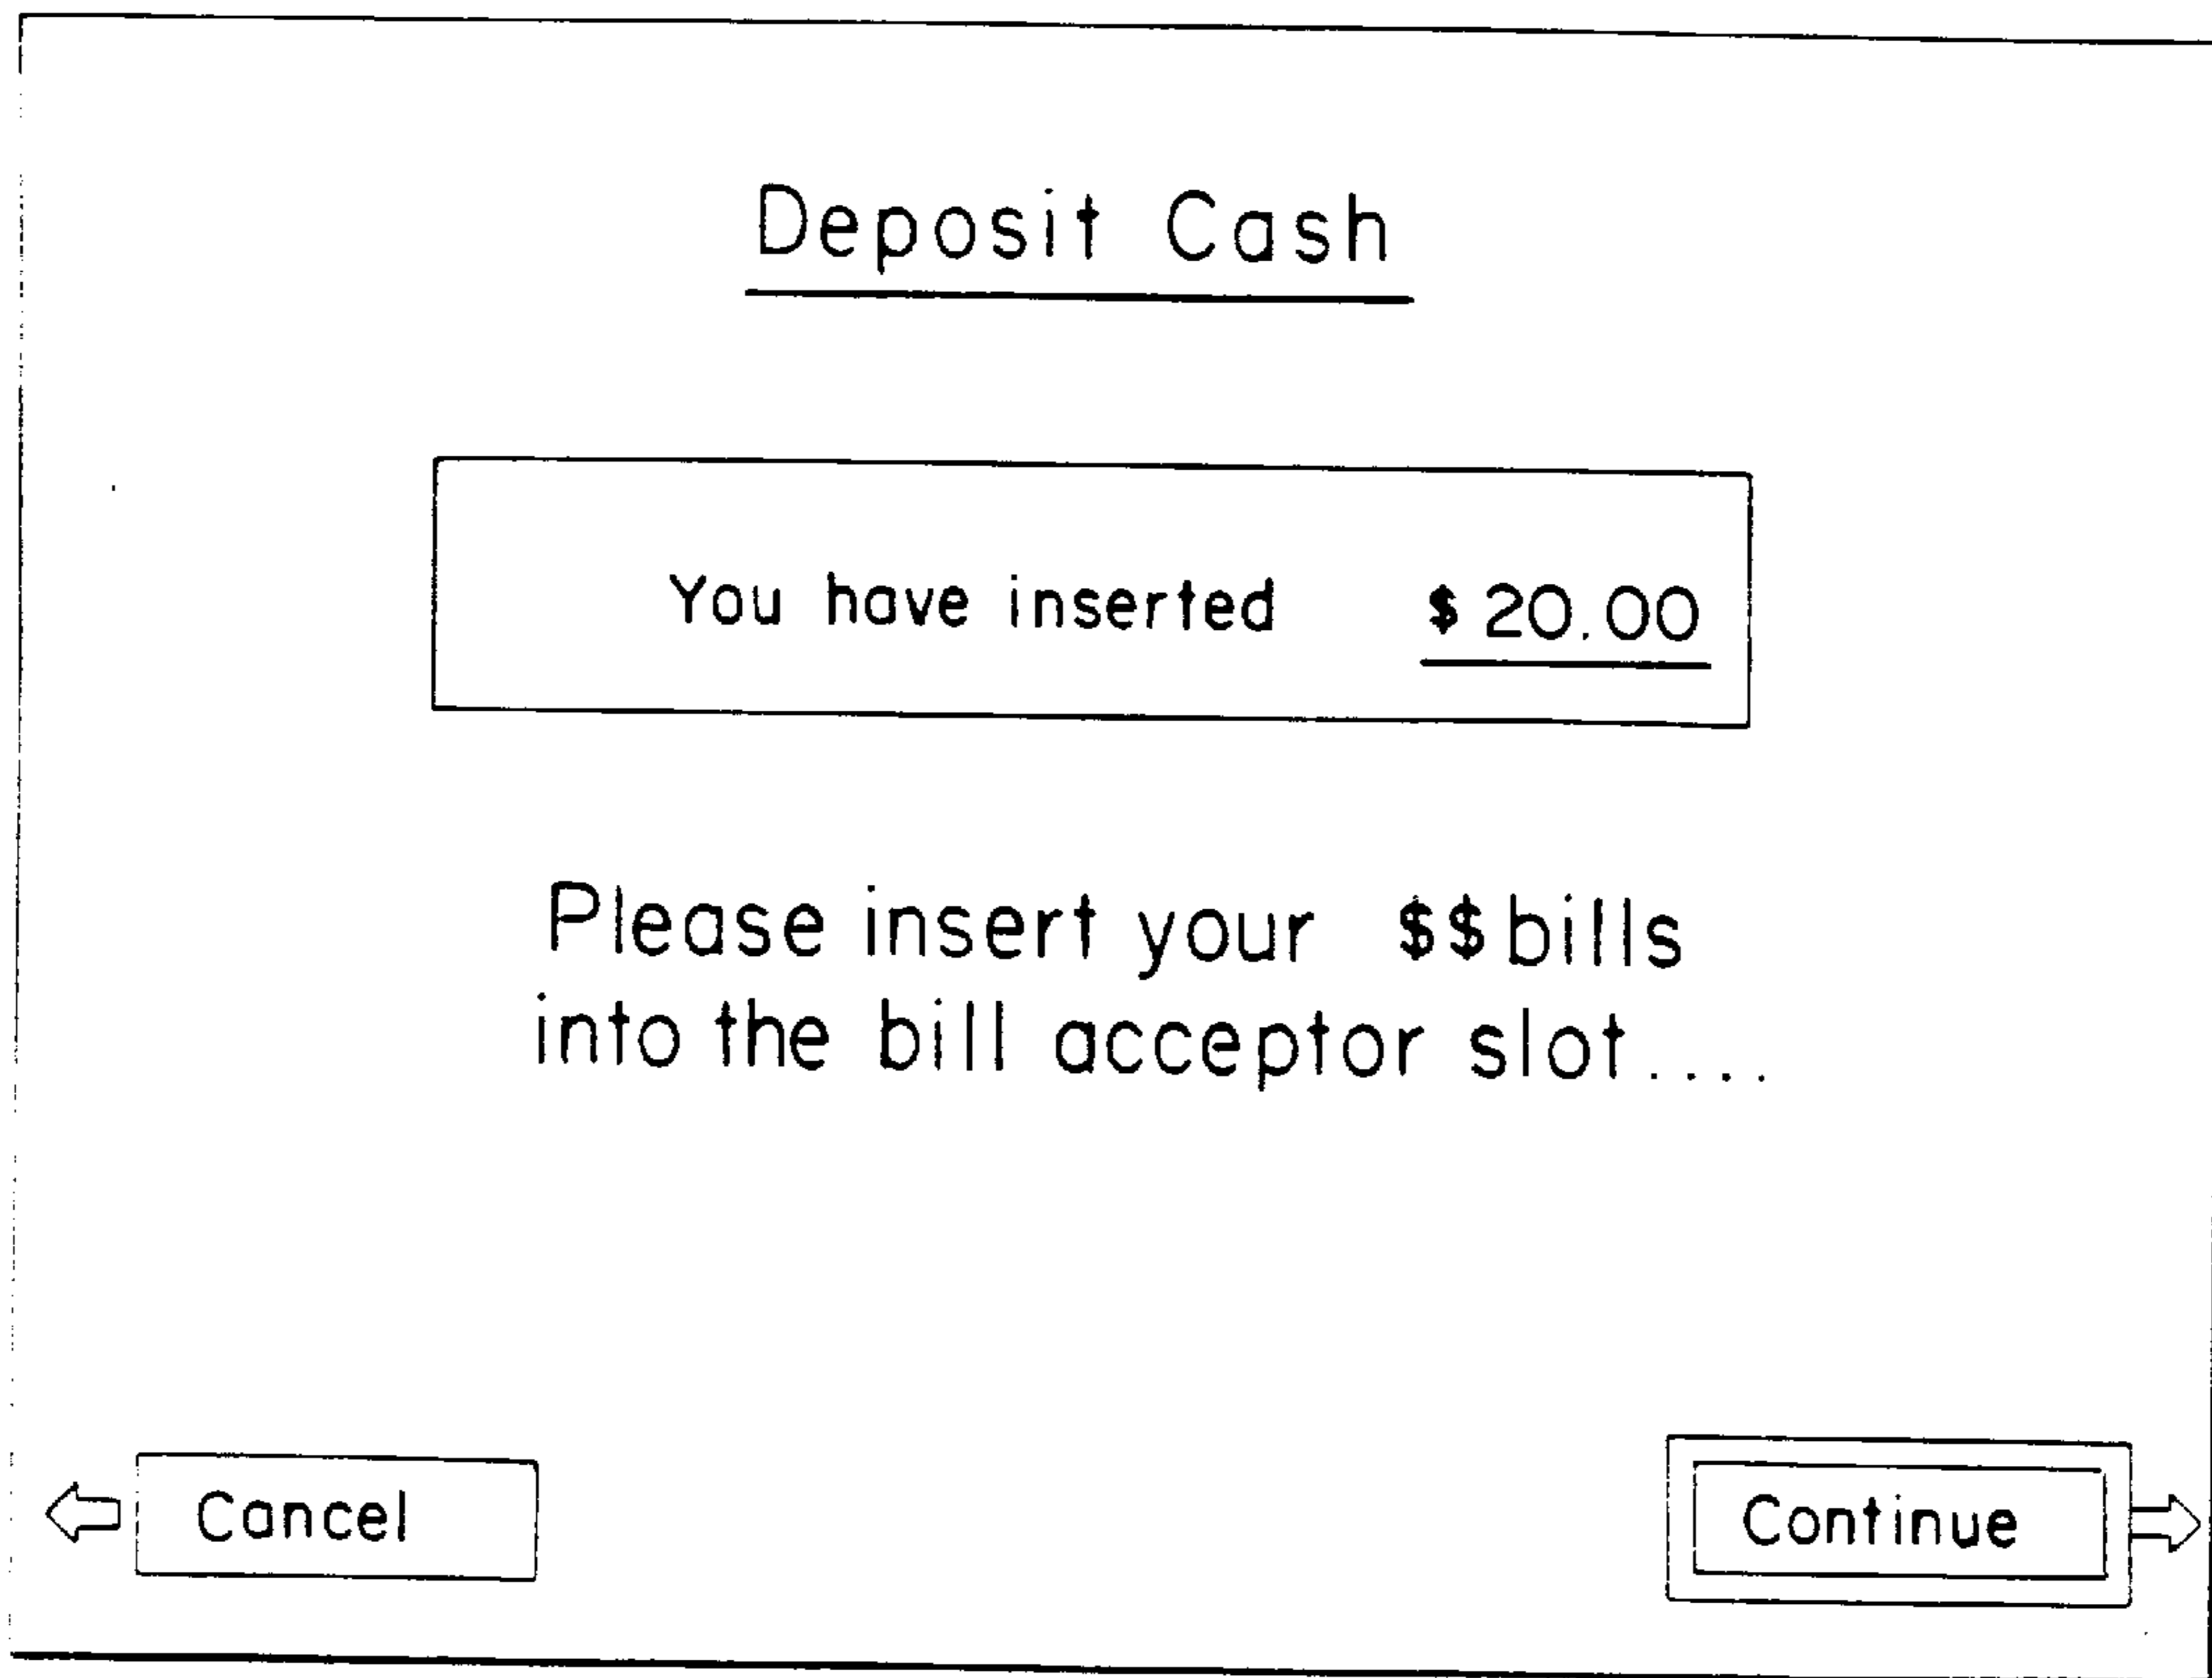 Deposit Cash
You have inserted $ 20.00
Please insert your $$bills
into the bill acceptor slot....
Cancel
Continue